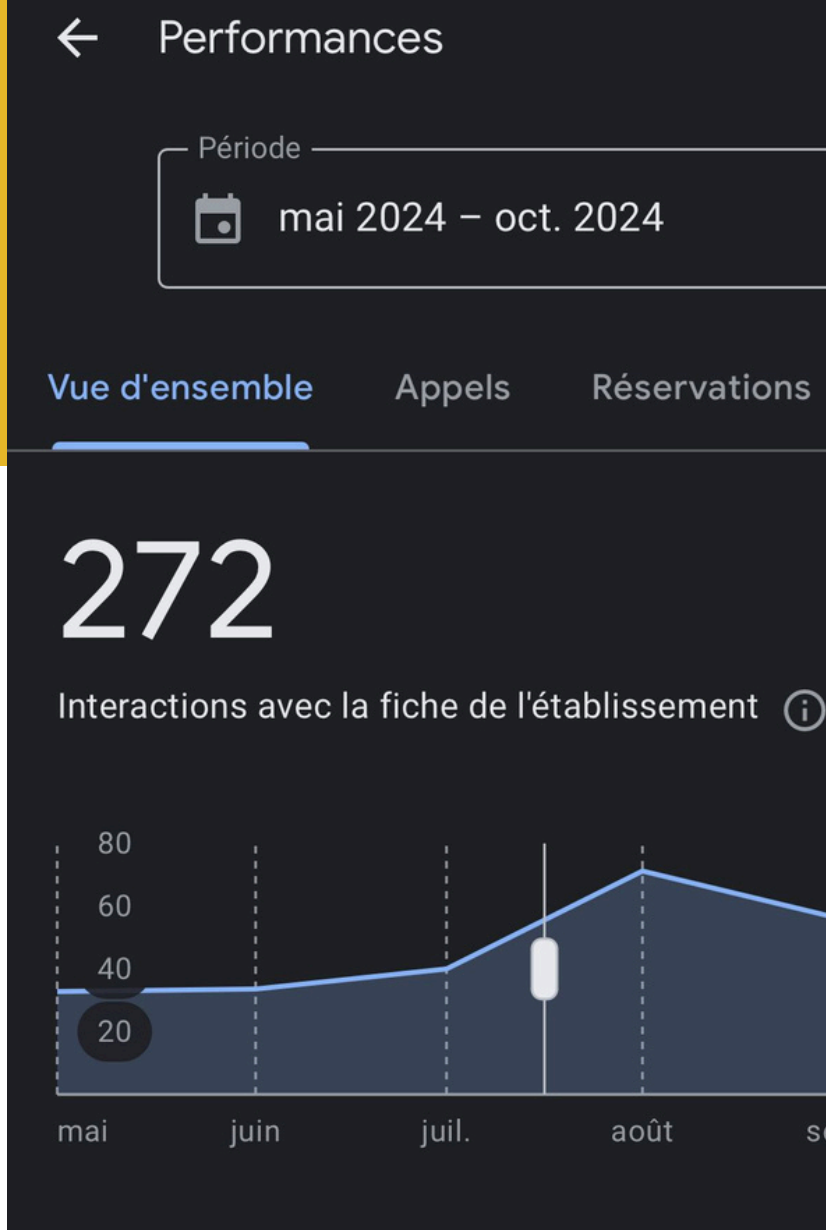 Performances
Période
mai 2024 – oct. 2024
Vue d'ensemble Appels Réservations
272
Interactions avec la fiche de l'établissement
80
60
40
20
mai juin juil. août